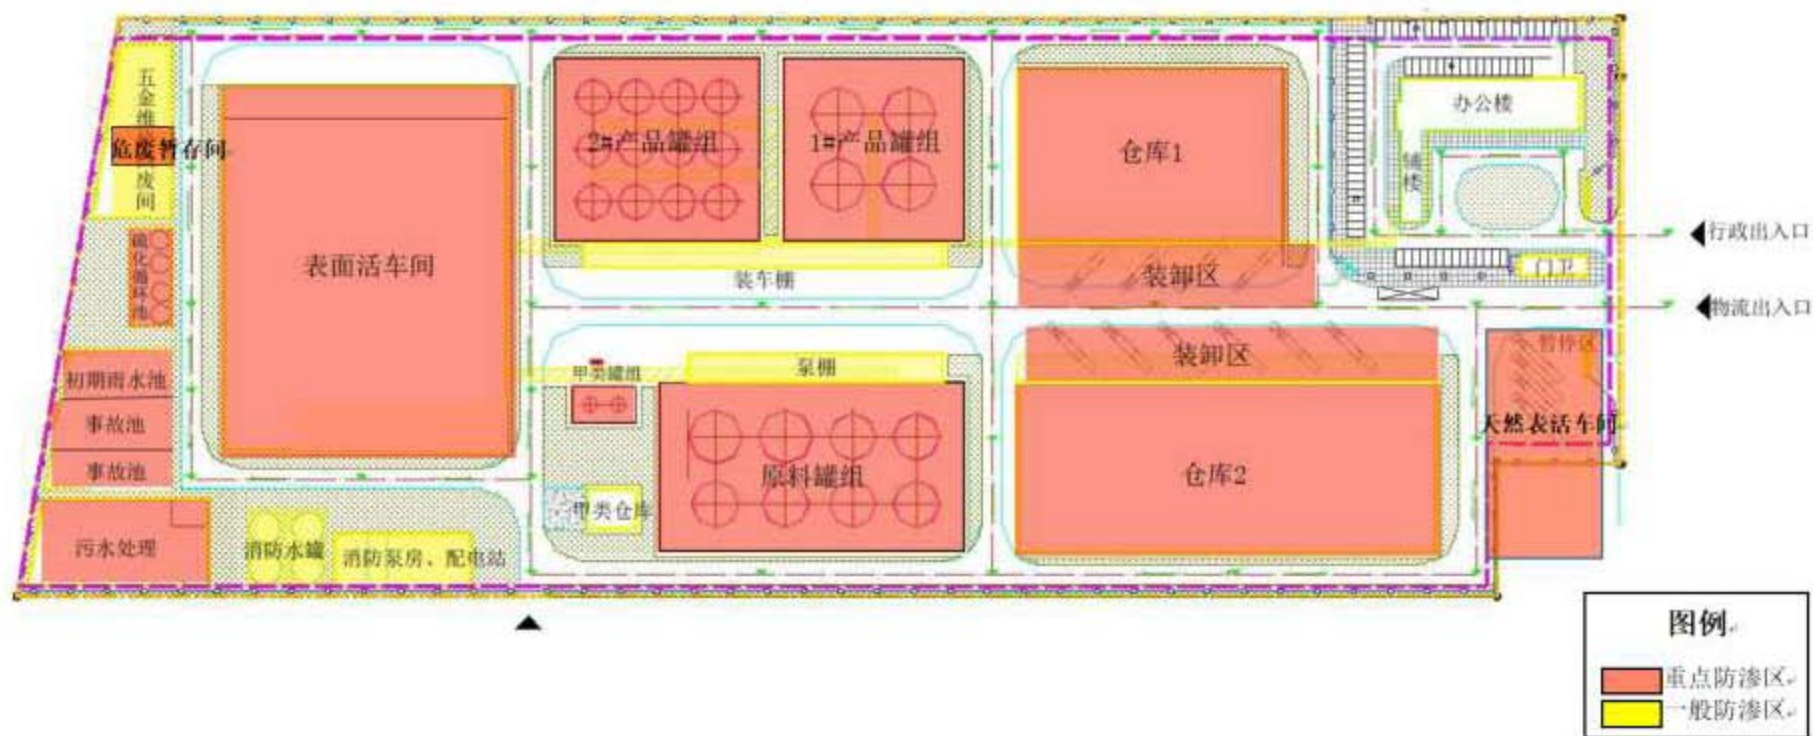 五金维
危废暂存间
废间
硫化循环池
初期雨水池
事故池
事故池
污水处理
消防水罐
消防泵房、配电站
表面活车间
2#产品罐组
1#产品罐组
装车棚
甲类罐组
泵棚
原料罐组
甲类仓库
仓库1
装卸区
装卸区
仓库2
办公楼
辅楼
门卫
行政出入口
物流出入口
暂停区
天然表活车间
图例
重点防渗区
一般防渗区